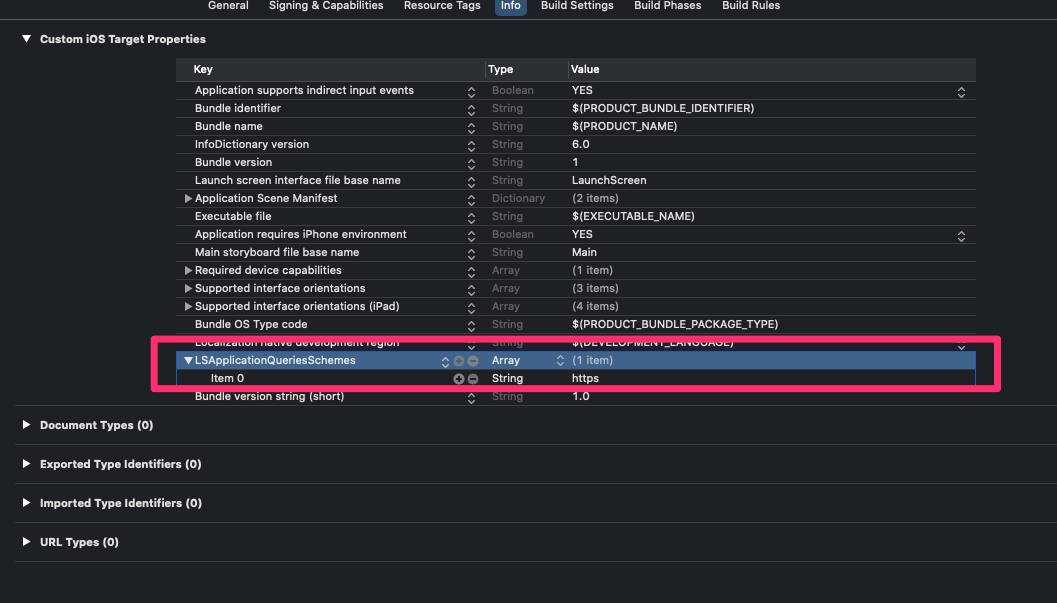 General Signing & Capabilities Resource Tags Info Build Settings Build Phases Build Rules
Custom iOS Target Properties
Key Type Value
Application supports indirect input events Boolean YES
Bundle identifier String $(PRODUCT_BUNDLE_IDENTIFIER)
Bundle name String $(PRODUCT_NAME)
InfoDictionary version String 6.0
Bundle version String 1
Launch screen interface file base name String LaunchScreen
Application Scene Manifest Dictionary (2 items)
Executable file String $(EXECUTABLE_NAME)
Application requires iPhone environment Boolean YES
Main storyboard file base name String Main
Required device capabilities Array (1 item)
Supported interface orientations Array (3 items)
Supported interface orientations (iPad) Array (4 items)
Bundle OS Type code String $(PRODUCT_BUNDLE_PACKAGE_TYPE)
Localization native development region String $(DEVELOPMENT_LANGUAGE)
LSApplicationQueriesSchemes Array (1 item)
Item 0 String https
Bundle version string (short) String 1.0
Document Types (0)
Exported Type Identifiers (0)
Imported Type Identifiers (0)
URL Types (0)